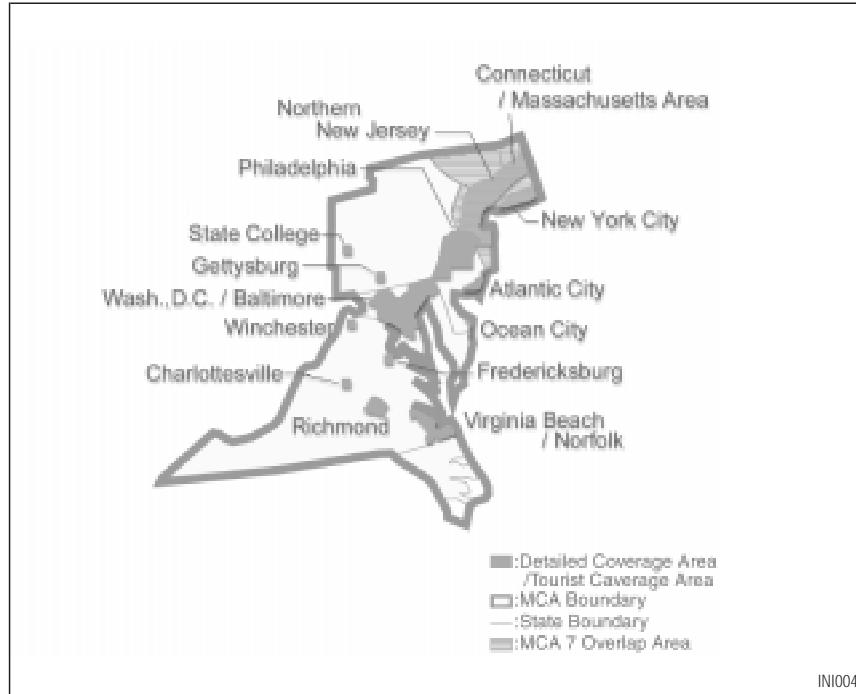 Connecticut
/ Massachusetts Area
Northern
New Jersey
Philadelphia
New York City
State College
Gettysburg
Wash.,D.C. / Baltimore
Atlantic City
Winchester
Ocean City
Charlottesville
Fredericksburg
Richmond
Virginia Beach
/ Norfolk
:Detailed Coverage Area
/Tourist Caverage Area
:MCA Boundary
:State Boundary
:MCA 7 Overlap Area
INI004